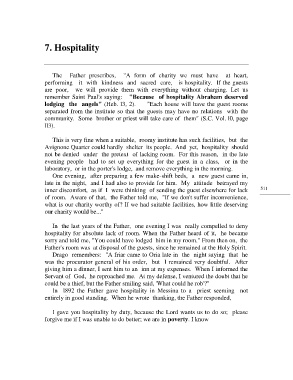 7. Hospitality
The Father prescribes, "A form of charity we must have at heart,
performing it with kindness and sacred care, is hospitality. If the guests
are poor, we will provide them with everything without charging. Let us
remember Saint Paul's saying: "Because of hospitality Abraham deserved
lodging the angels" (Heb. 13, 2). "Each house will have the guest rooms
separated from the institute so that the guests may have no relations with the
community. Some brother or priest will take care of them" (S.C. Vol. 10, page
113).
This is very fine when a suitable, roomy institute has such facilities, but the
Avignone Quarter could hardly shelter its people. And yet, hospitality should
not be denied under the pretext of lacking room. For this reason, in the late
evening people had to set up everything for the guest in a class, or in the
laboratory, or in the porter's lodge, and remove everything in the morning.
One evening, after preparing a few make-shift beds, a new guest came in,
late in the night, and I had also to provide for him. My attitude betrayed my
inner discomfort, as if I were thinking of sending the guest elsewhere for lack
of room. Aware of that, the Father told me, "If we don't suffer inconvenience,
what is our charity worthy of? If we had suitable facilities, how little deserving
our charity would be..."
511
In the last years of the Father, one evening I was really compelled to deny
hospitality for absolute lack of room. When the Father heard of it, he became
sorry and told me, "You could have lodged him in my room." From then on, the
Father's room was at disposal of the guests, since he remained at the Holy Spirit.
Drago remembers: "A friar came to Oria late in the night saying that he
was the procurator general of his order, but I remained very doubtful. After
giving him a dinner, I sent him to an inn at my expenses. When I informed the
Servant of God, he reproached me. At my defense, I ventured the doubt that he
could be a thief, but the Father smiling said, 'What could he rob?'"
In 1892 the Father gave hospitality in Messina to a priest seeming not
entirely in good standing. When he wrote thanking, the Father responded,
I gave you hospitality by duty, because the Lord wants us to do so; please
forgive me if I was unable to do better; we are in poverty. I know